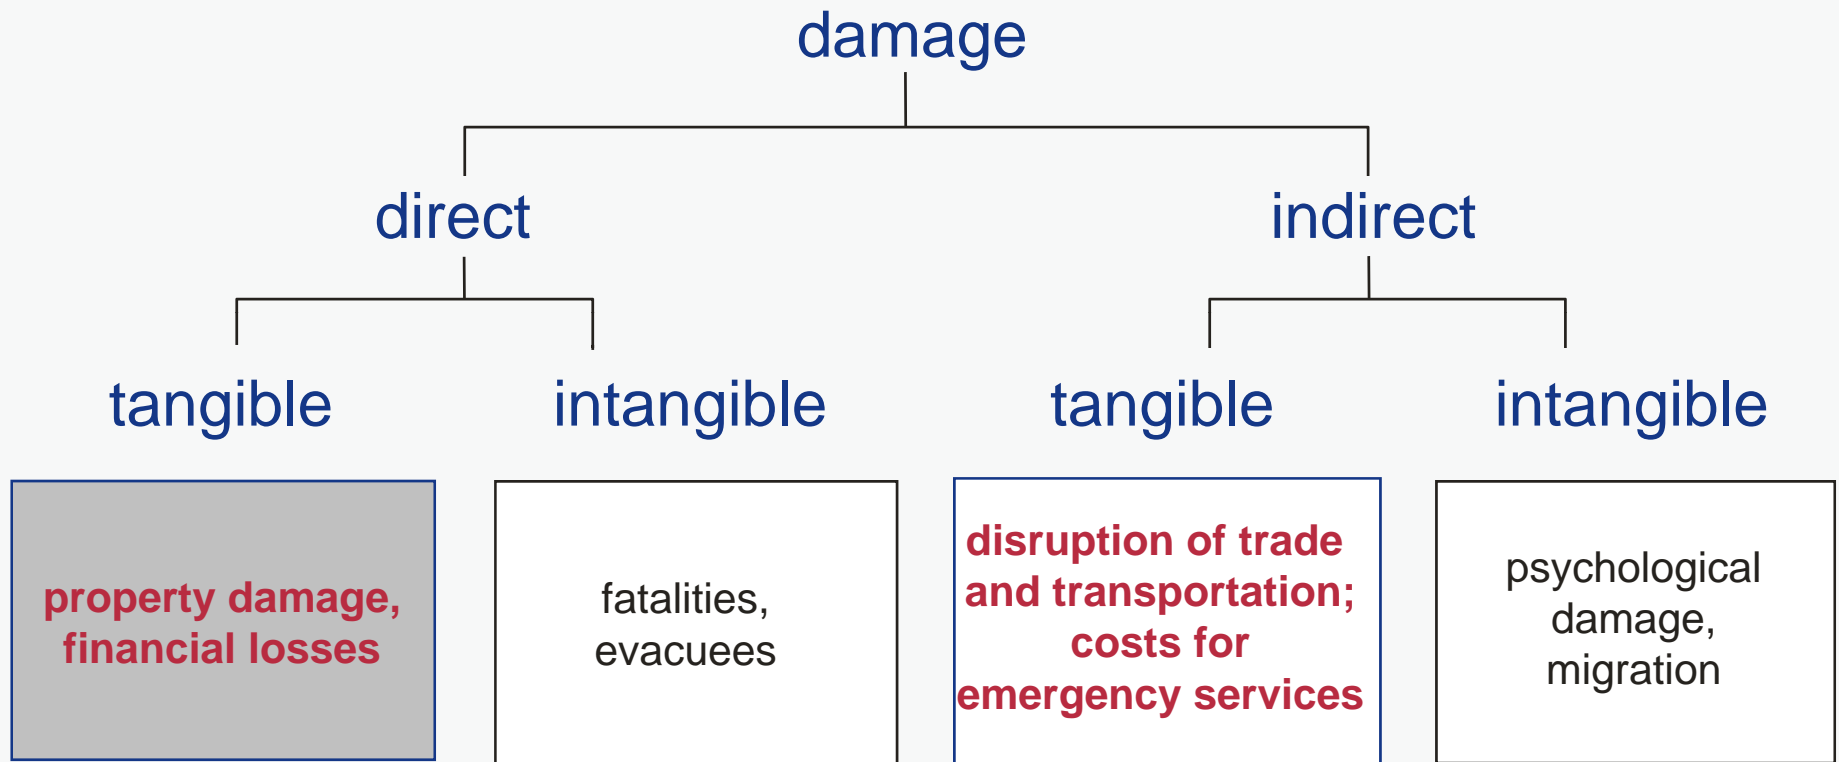 damage
direct
indirect
tangible
intangible
tangible
intangible
property damage,
financial losses
fatalities,
evacuees
disruption of trade
and transportation;
costs for
emergency services
psychological
damage,
migration